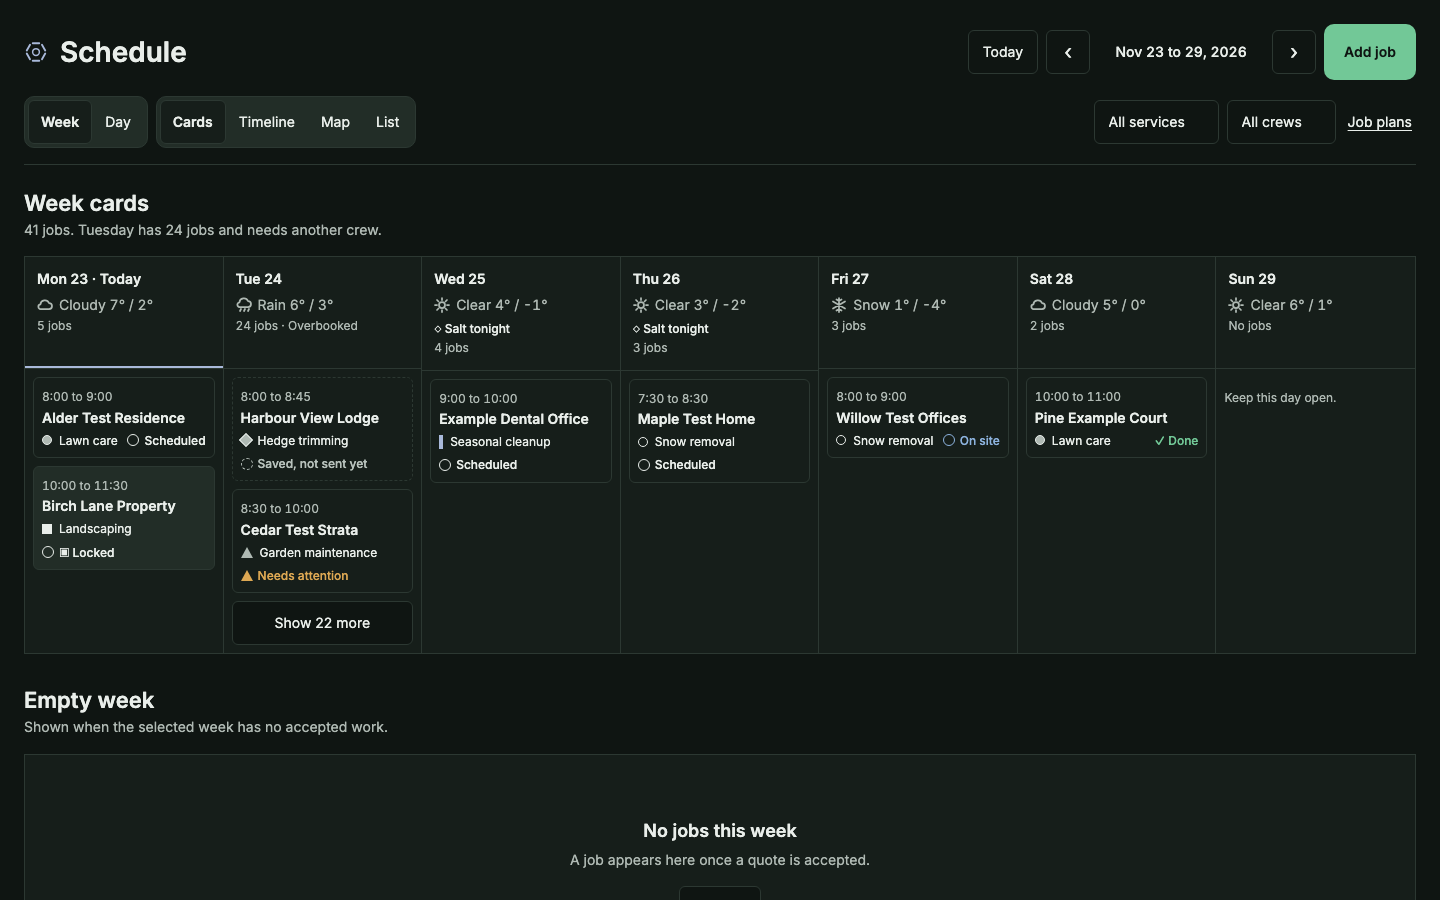 Schedule
Today
Nov 23 to 29, 2026
Add job
Week
Day
Cards
Timeline
Map
List
All services
All crews
Job plans
Week cards
41 jobs. Tuesday has 24 jobs and needs another crew.
Mon 23 · Today
Cloudy 7° / 2°
5 jobs
8:00 to 9:00
Alder Test Residence
Lawn care Scheduled
10:00 to 11:30
Birch Lane Property
Landscaping
Locked
Tue 24
Rain 6° / 3°
24 jobs · Overbooked
8:00 to 8:45
Harbour View Lodge
Hedge trimming
Saved, not sent yet
8:30 to 10:00
Cedar Test Strata
Garden maintenance
Needs attention
Show 22 more
Wed 25
Clear 4° / -1°
Salt tonight
4 jobs
9:00 to 10:00
Example Dental Office
Seasonal cleanup
Scheduled
Thu 26
Clear 3° / -2°
Salt tonight
3 jobs
7:30 to 8:30
Maple Test Home
Snow removal
Scheduled
Fri 27
Snow 1° / -4°
3 jobs
8:00 to 9:00
Willow Test Offices
Snow removal On site
Sat 28
Cloudy 5° / 0°
2 jobs
10:00 to 11:00
Pine Example Court
Lawn care ✓ Done
Sun 29
Clear 6° / 1°
No jobs
Keep this day open.
Empty week
Shown when the selected week has no accepted work.
No jobs this week
A job appears here once a quote is accepted.